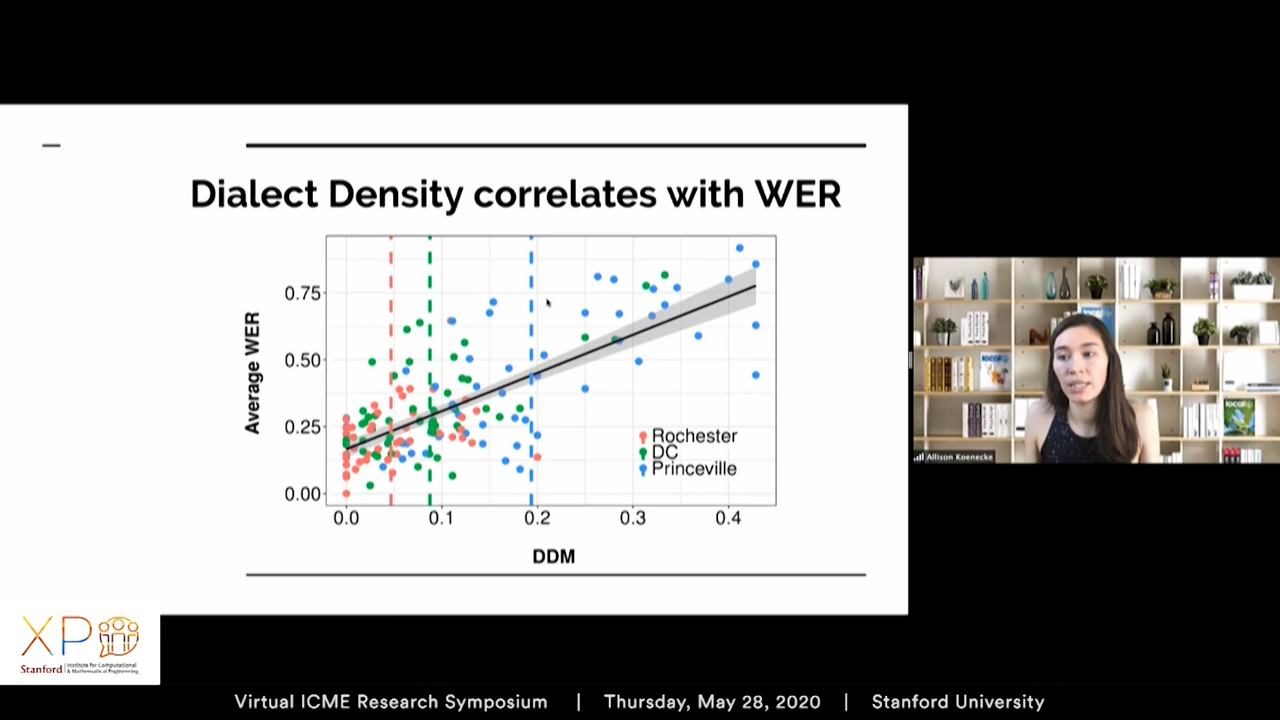 Dialect Density correlates with WER
Average WER
0.75
0.50
0.25
0.00
Rochester
DC
Princeville
0.0 0.1 0.2 0.3 0.4
DDM
local
Allison Koenecke
XP
Stanford | Institute for Computational
& Mathematical Engineering
Virtual ICME Research Symposium | Thursday, May 28, 2020 | Stanford University